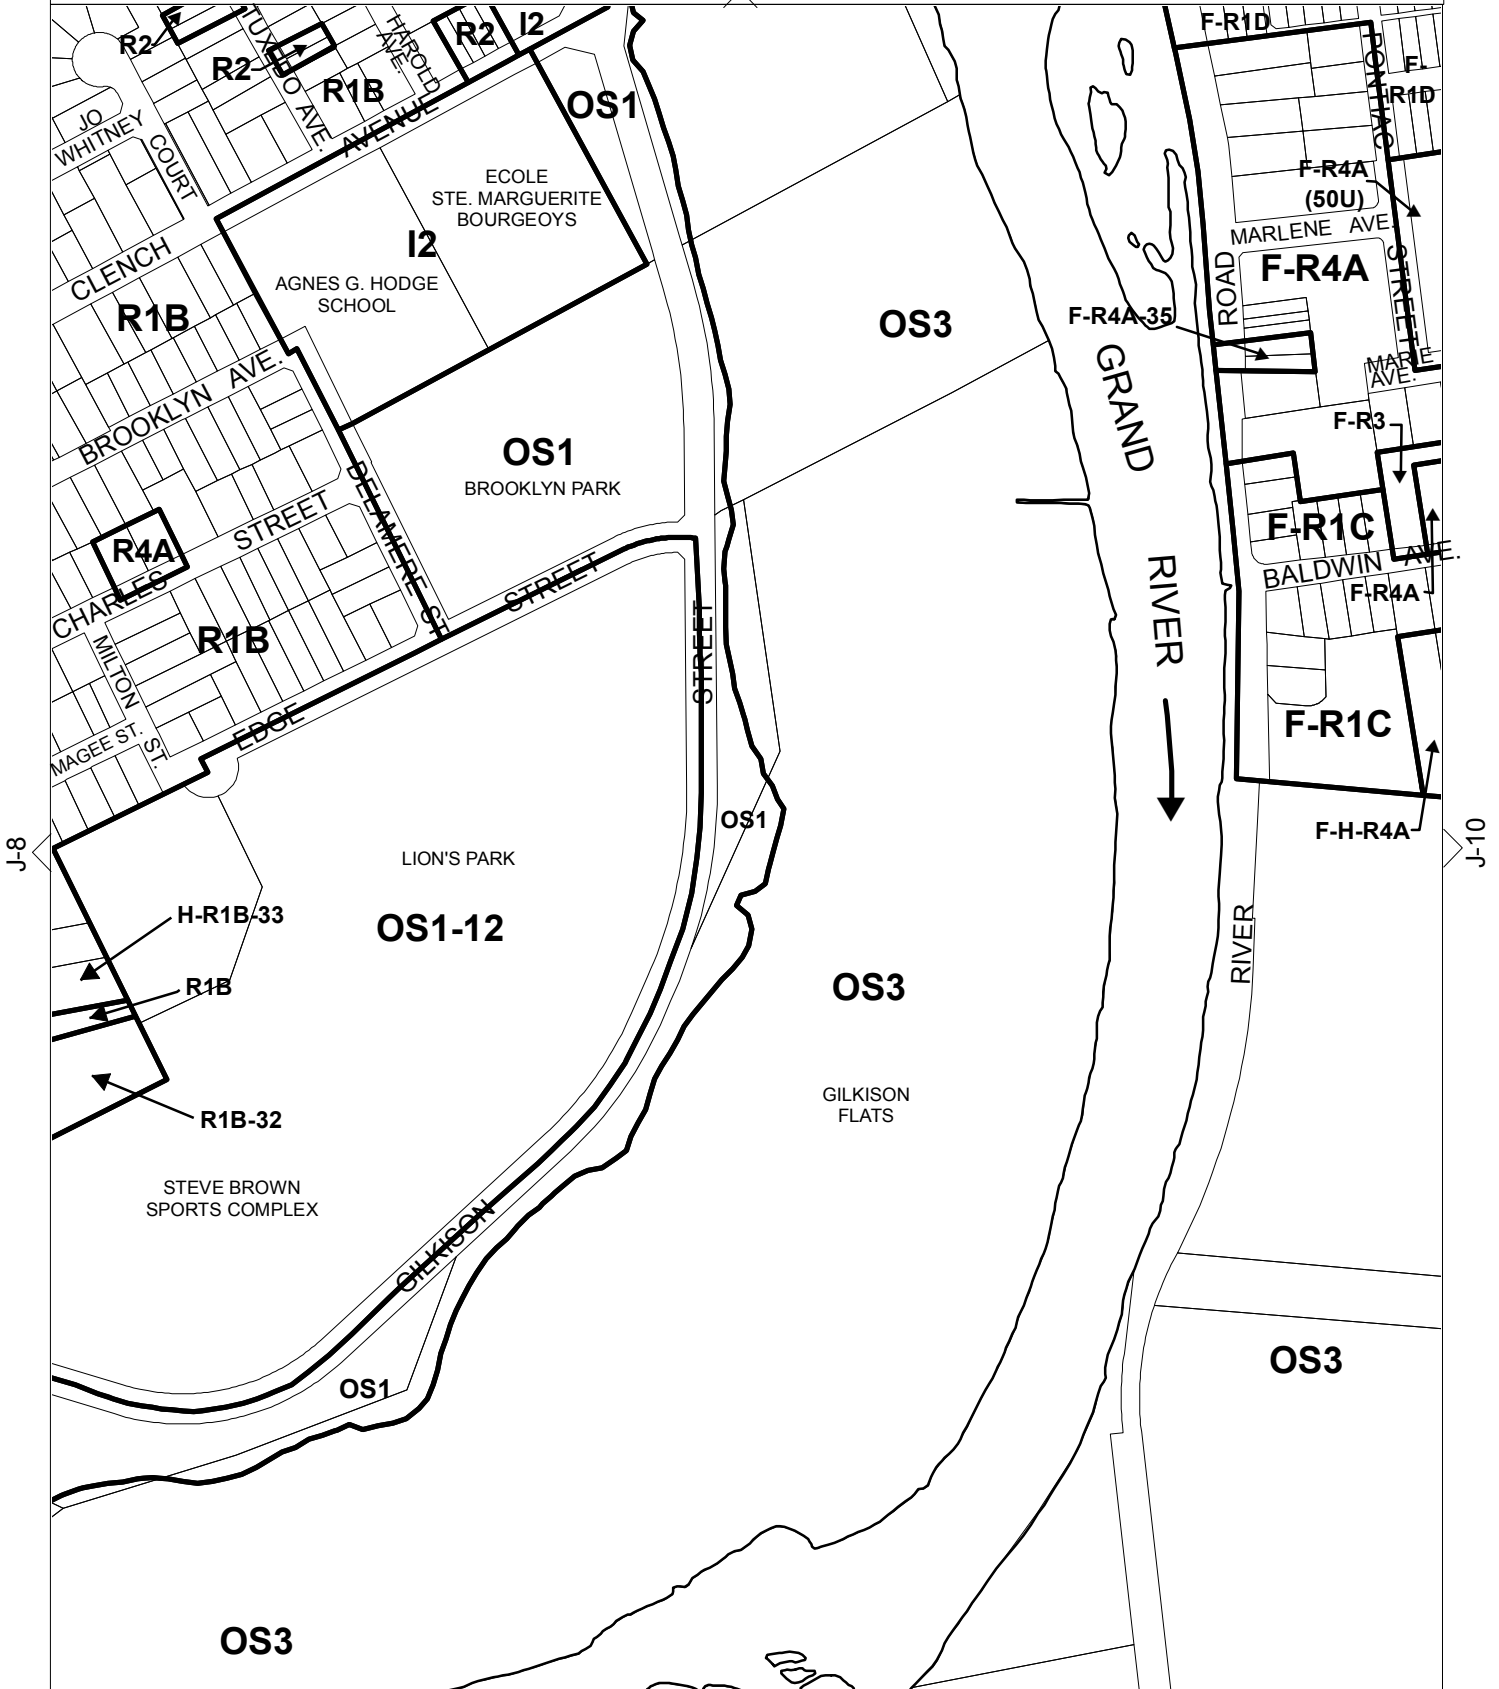 R2
TUXEDO AVE.
R2
HAROLD
AVE.
R2
I2
R1B
OS1
F-R1D
PONTIAC
F-
R1D
JO
WHITNEY
COURT
CLENCH
AVENUE
ECOLE
STE. MARGUERITE
BOURGEOYS
I2
AGNES G. HODGE
SCHOOL
F-R4A
(50U)
MARLENE AVE.
F-R4A
STREET
ROAD
F-R4A-35
MARIE
AVE.
R1B
OS3
GRAND
RIVER
BROOKLYN AVE.
OS1
BROOKLYN PARK
F-R3
F-R1C
BALDWIN AVE.
F-R4A
R4A
CHARLES STREET
DELAMERE ST.
R1B
MILTON
ST.
MAGEE ST.
EDGE STREET
STREET
F-R1C
F-H-R4A
J-8
J-10
OS1
LION'S PARK
OS1-12
H-R1B-33
R1B
R1B-32
OS3
RIVER
GILKISON
FLATS
STEVE BROWN
SPORTS COMPLEX
GILKISON
OS1
OS3
OS3